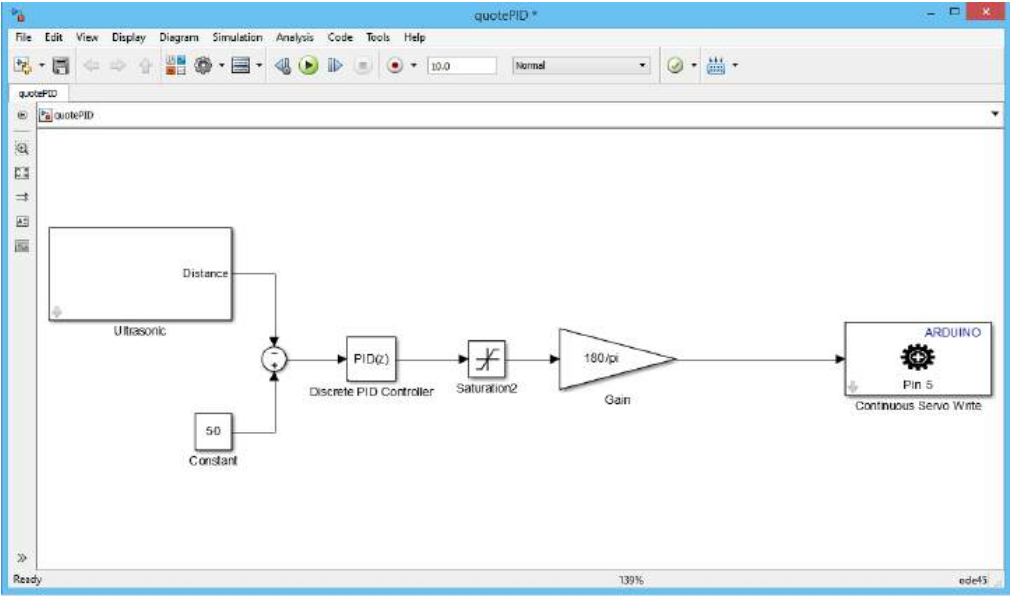 quotePID *
File Edit View Display Diagram Simulation Analysis Code Tools Help
10.0 Normal
quotePID
quotePID
Distance
Ultrasonic
-
+
PID(z)
Discrete PID Controller
Saturation2
180/pi
Gain
ARDUINO
Pin 5
Continuous Servo Write
50
Constant
Ready 139% ode45